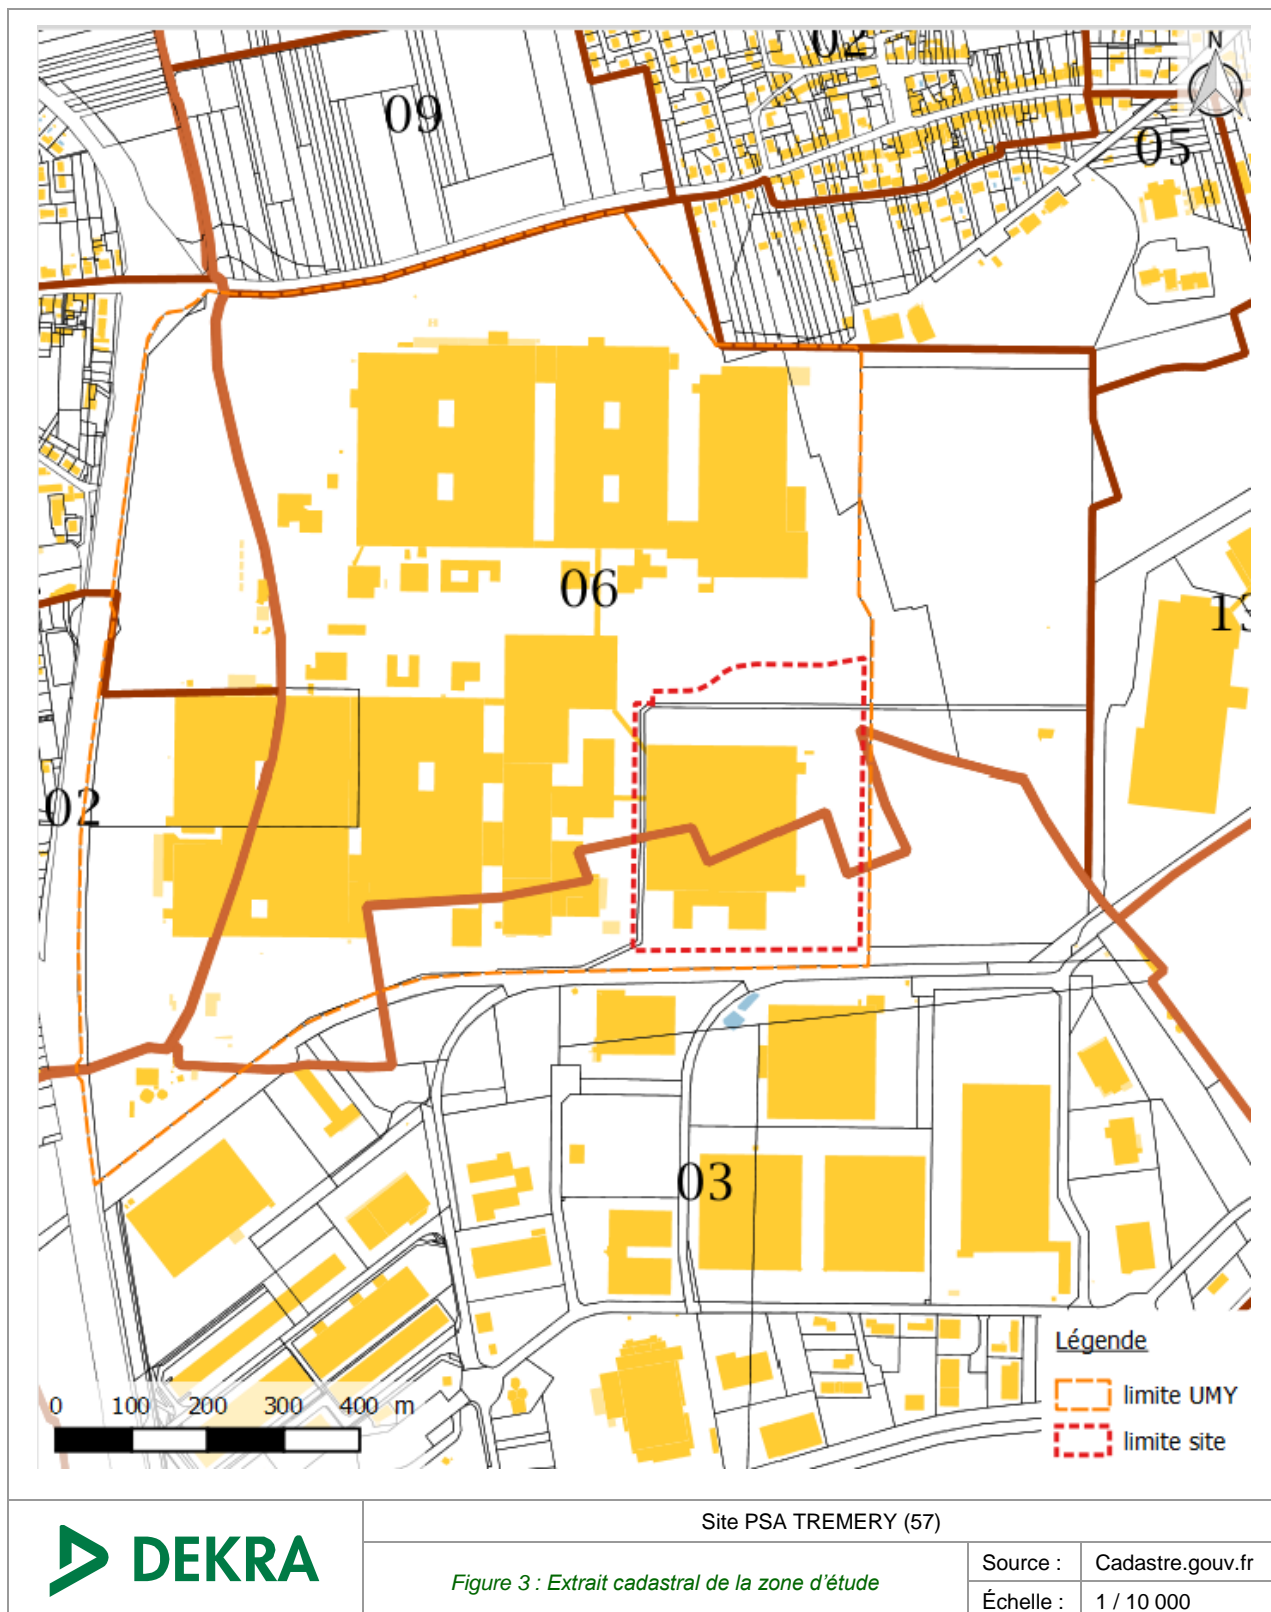 02
N
09
05
06
02
03
Légende
limite UMY
limite site
0 100 200 300 400 m
DEKRA
Site PSA TREMERY (57)
Figure 3 : Extrait cadastral de la zone d'étude
Source : Cadastre.gouv.fr
Échelle : 1 / 10 000